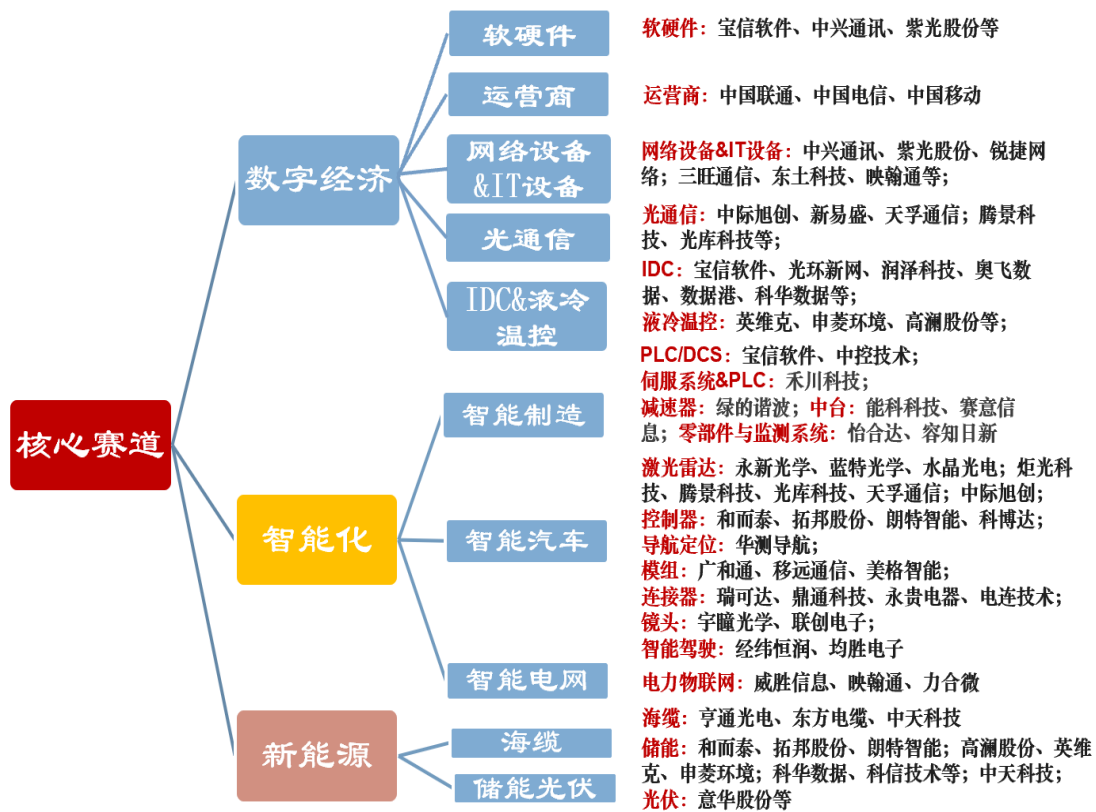 核心赛道
数字经济
软硬件
运营商
网络设备
&IT设备
光通信
IDC&液冷
温控
智能化
智能制造
智能汽车
智能电网
新能源
海缆
储能光伏
软硬件：宝信软件、中兴通讯、紫光股份等
运营商：中国联通、中国电信、中国移动
网络设备&IT设备：中兴通讯、紫光股份、锐捷网
络；三旺通信、东土科技、映翰通等；
光通信：中际旭创、新易盛、天孚通信；腾景科
技、光库科技等；
IDC：宝信软件、光环新网、润泽科技、奥飞数
据、数据港、科华数据等；
液冷温控：英维克、申菱环境、高澜股份等；
PLC/DCS：宝信软件、中控技术；
伺服系统&PLC：禾川科技；
减速器：绿的谐波；中台：能科科技、赛意信
息；零部件与监测系统：怡合达、容知日新
激光雷达：永新光学、蓝特光学、水晶光电；炬光科
技、腾景科技、光库科技、天孚通信；中际旭创；
控制器：和而泰、拓邦股份、朗特智能、科博达；
导航定位：华测导航；
模组：广和通、移远通信、美格智能；
连接器：瑞可达、鼎通科技、永贵电器、电连技术；
镜头：宇瞳光学、联创电子；
智能驾驶：经纬恒润、均胜电子
电力物联网：威胜信息、映翰通、力合微
海缆：亨通光电、东方电缆、中天科技
储能：和而泰、拓邦股份、朗特智能；高澜股份、英维
克、申菱环境；科华数据、科信技术等；中天科技；
光伏：意华股份等